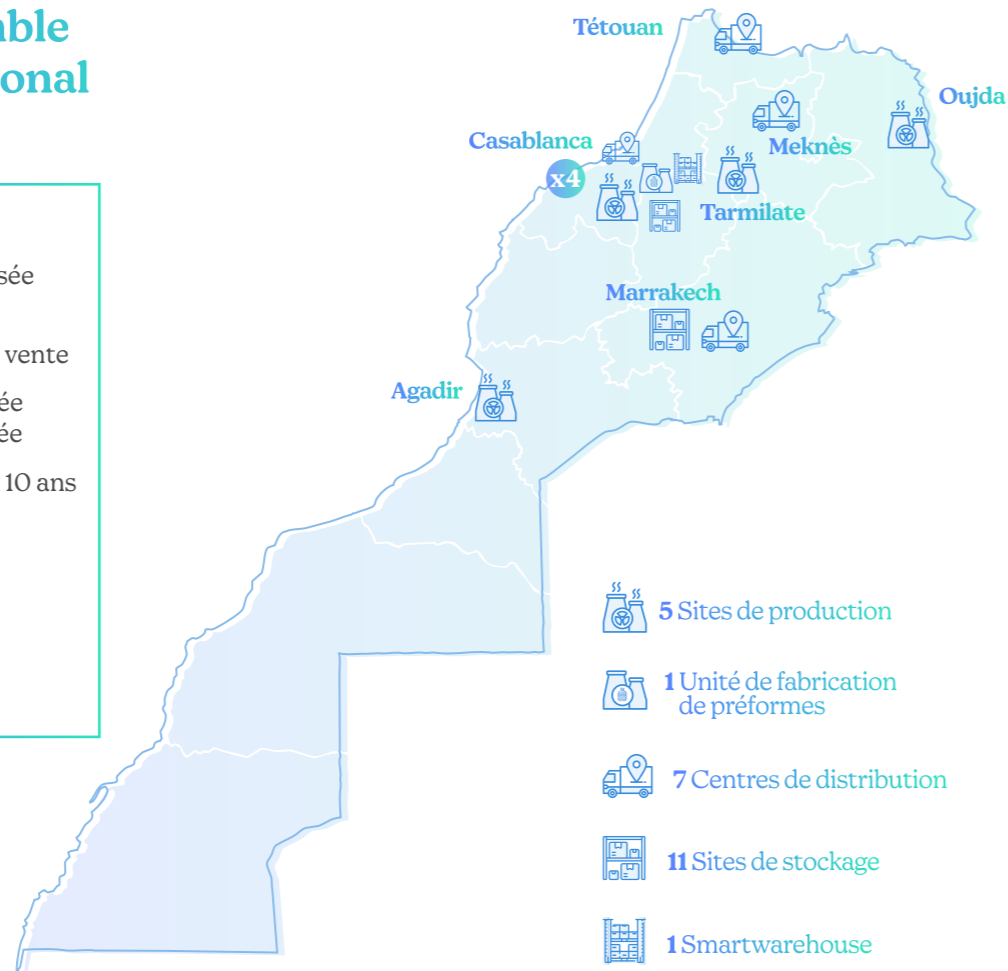 able
onal
sée
vente
ée
ée
10 ans
Tétouan
Oujda
Casablanca
Meknès
x4
Tarmilate
Marrakech
Agadir
5 Sites de production
1 Unité de fabrication
de préformes
7 Centres de distribution
11 Sites de stockage
1 Smartwarehouse